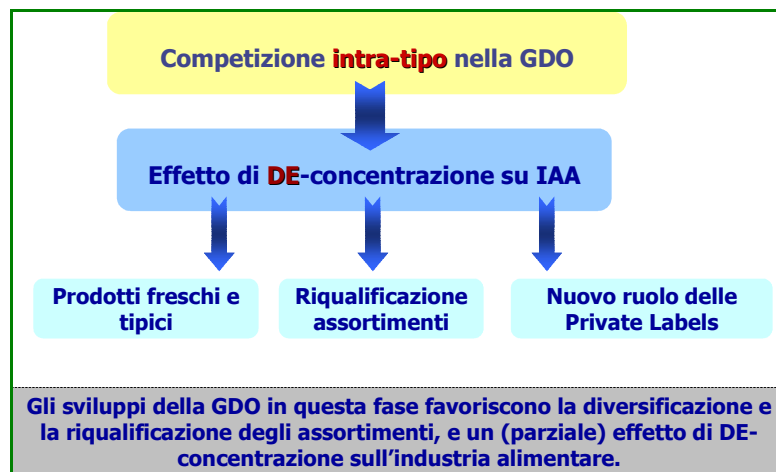 Competizione intra-tipo nella GDO
Effetto di DE-concentrazione su IAA
Prodotti freschi e
tipici
Riqualificazione
assortimenti
Nuovo ruolo delle
Private Labels
Gli sviluppi della GDO in questa fase favoriscono la diversificazione e
la riqualificazione degli assortimenti, e un (parziale) effetto di DE-
concentrazione sull'industria alimentare.